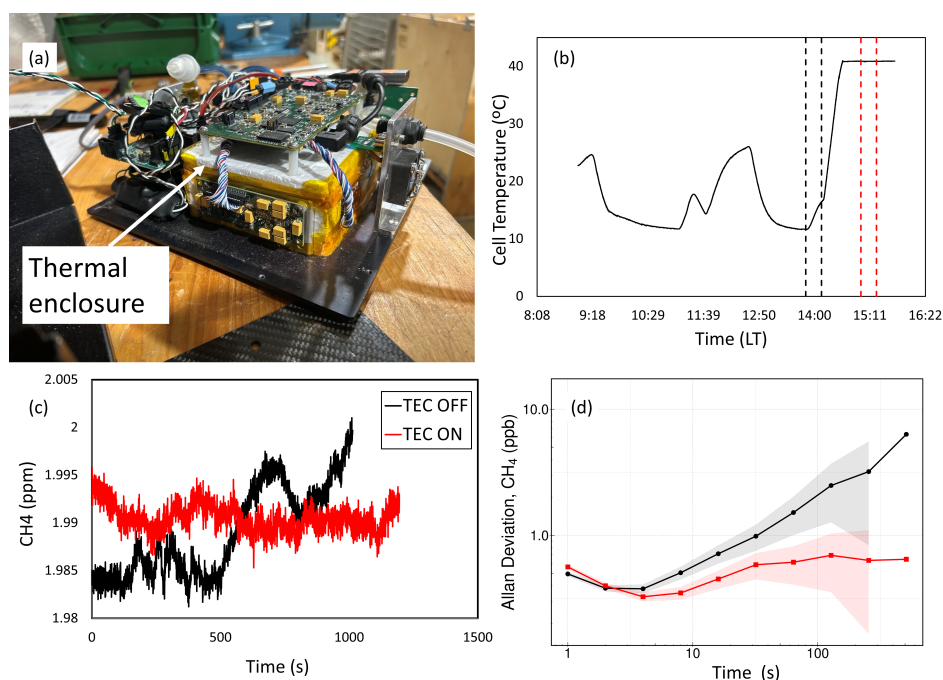 (a)
Thermal
enclosure
(b)
Cell Temperature (ºC)
40
30
20
10
0
8:08 9:18 10:29 11:39 12:50 14:00 15:11 16:22
Time (LT)
(c)
CH4 (ppm)
2.005
2
1.995
1.99
1.985
1.98
TEC OFF
TEC ON
0 500 1000 1500
Time (s)
(d)
Allan Deviation, CH₄ (ppb)
10.0
1.0
1 10 100
Time (s)